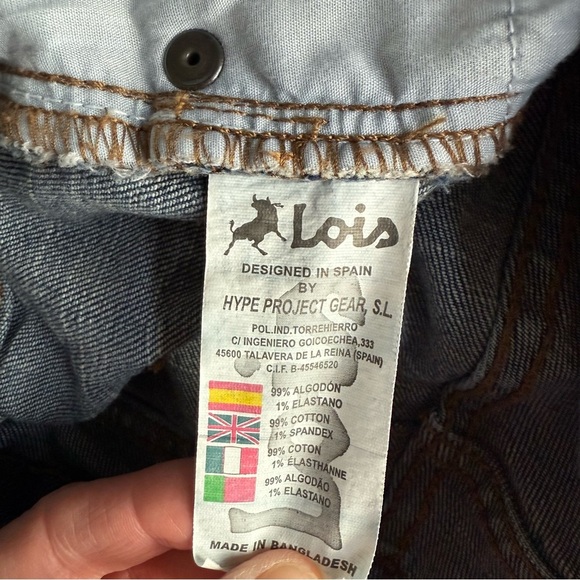 Lois
DESIGNED IN SPAIN
BY
HYPE PROJECT GEAR, S.L.
POL.IND.TORREHIERRO
C/ INGENIERO GOICOECHEA,333
45600 TALAVERA DE LA REINA (SPAIN)
C.I.F. B-45546520
99% ALGODÓN
1% ELASTANO
99% COTTON
1% SPANDEX
99% COTON
1% ÉLASTHANNE
99% ALGODÃO
1% ELASTANO
MADE IN BANGLADESH